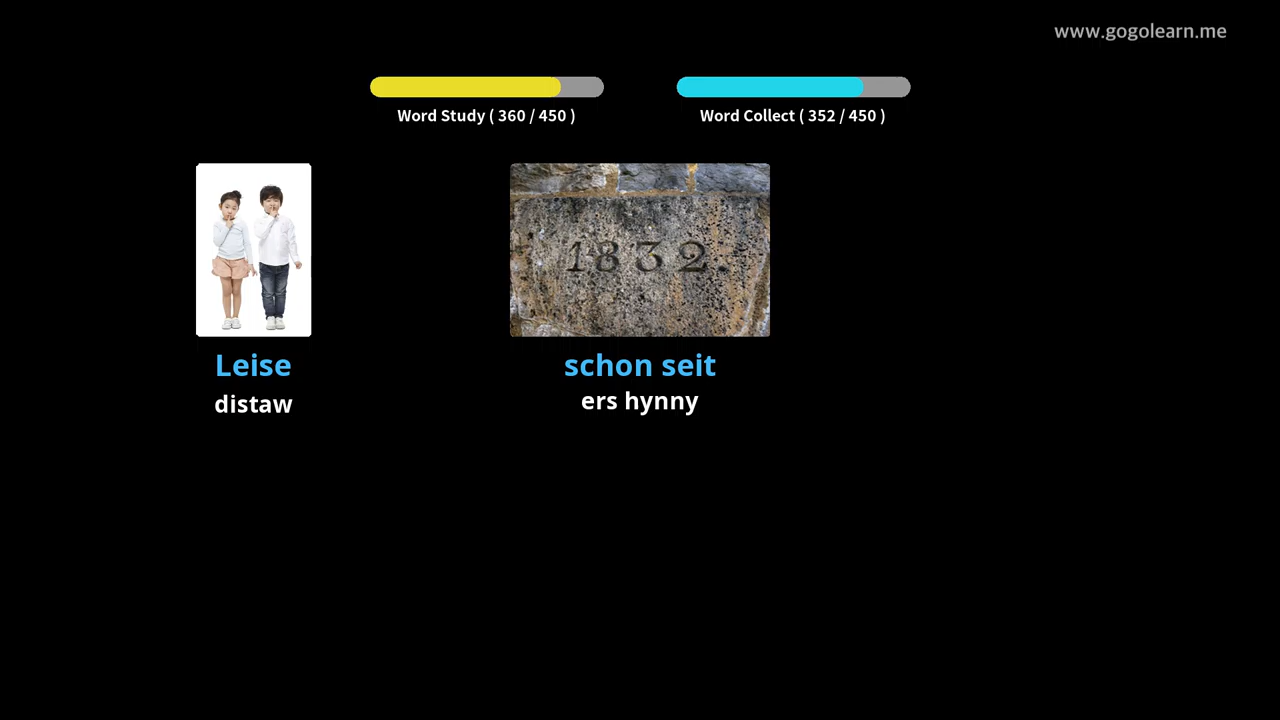 www.gogolearn.me
Word Study ( 360 / 450 )
Word Collect ( 352 / 450 )
1832.
Leise
distaw
schon seit
ers hynny